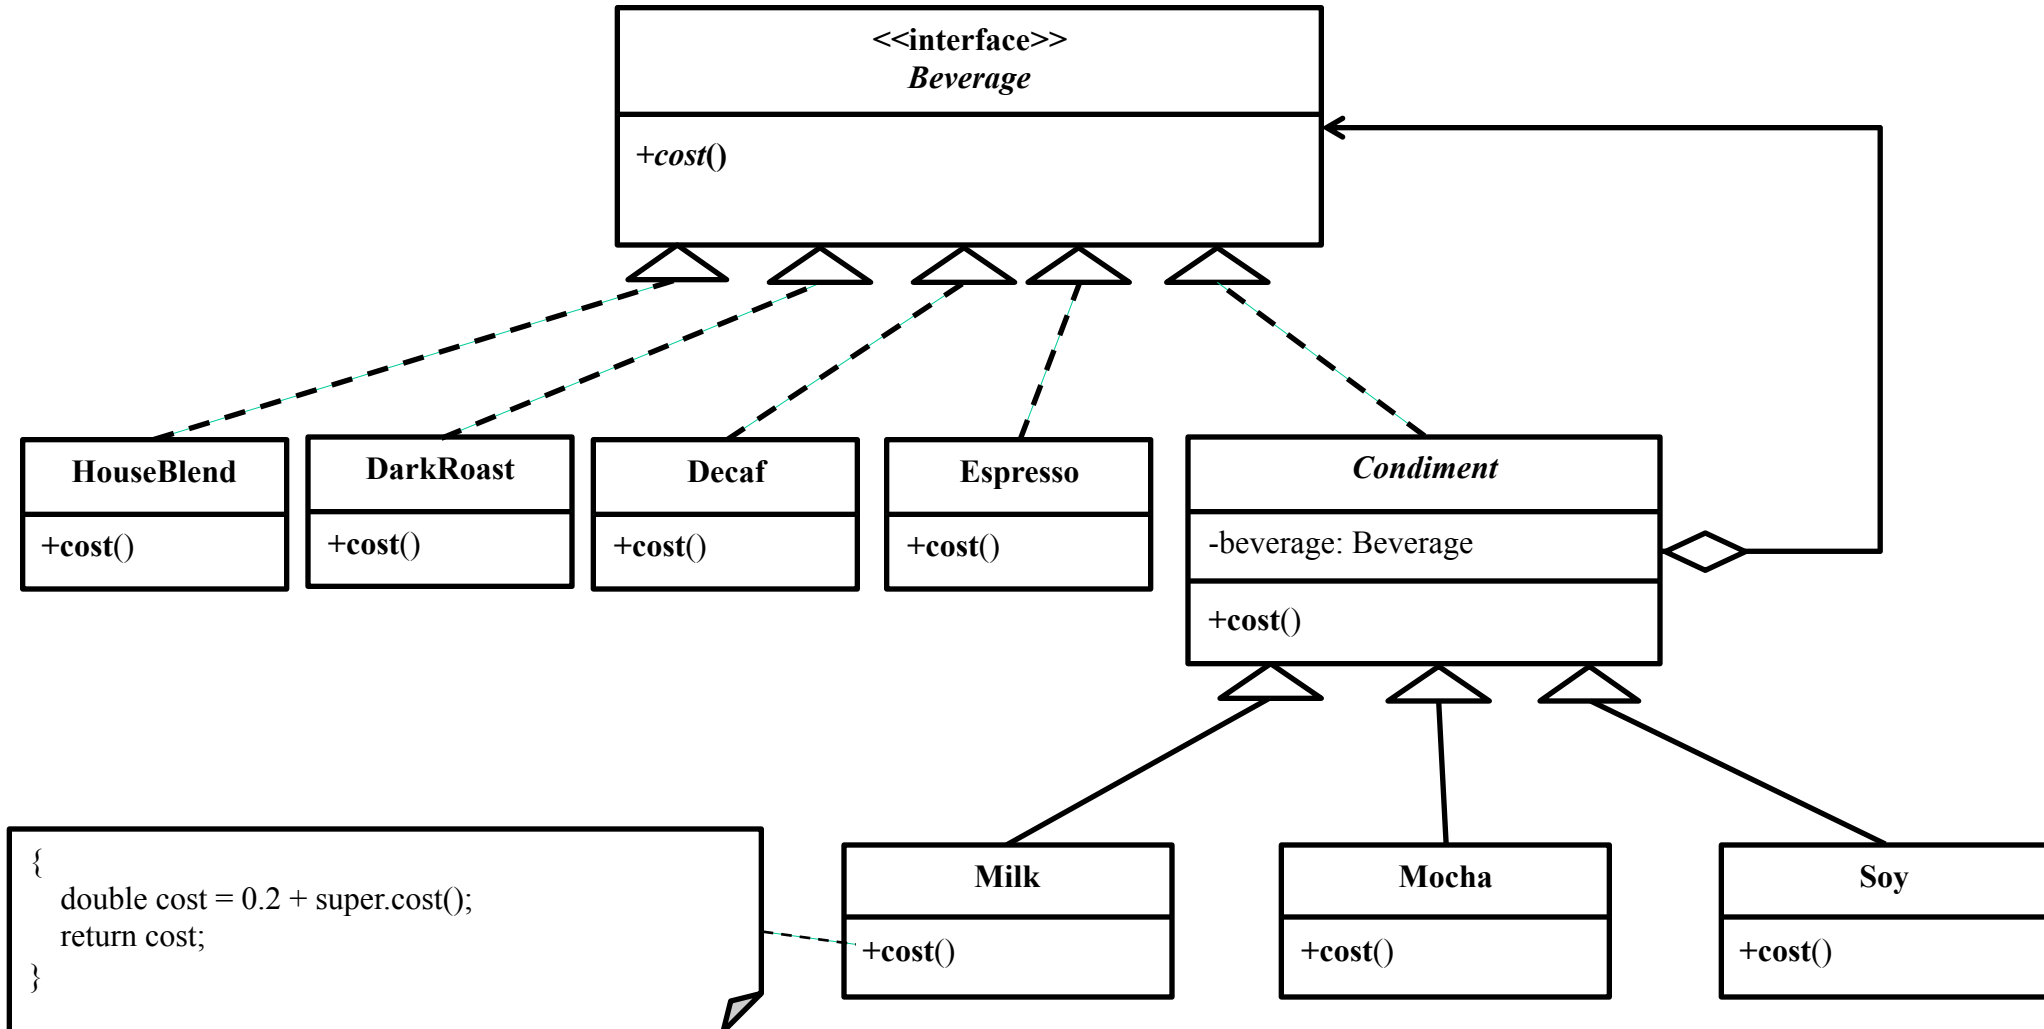 <<interface>>
Beverage
+cost()
HouseBlend
+cost()
DarkRoast
+cost()
Decaf
+cost()
Espresso
+cost()
Condiment
-beverage: Beverage
+cost()
{
double cost = 0.2 + super.cost();
return cost;
}
Milk
+cost()
Mocha
+cost()
Soy
+cost()